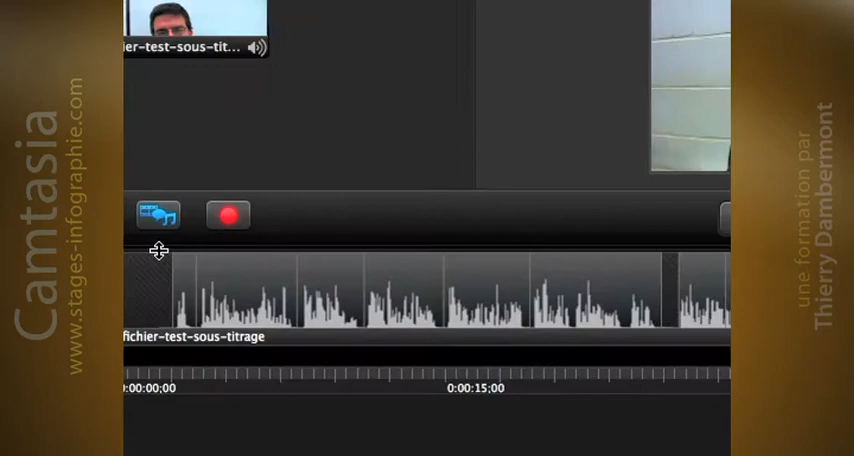 Camtasia
www.stages-infographie.com
ier-test-sous-tit...
fichier-test-sous-titrage
0:00:00;00
0:00:15;00
une formation par
Thierry Dambermont